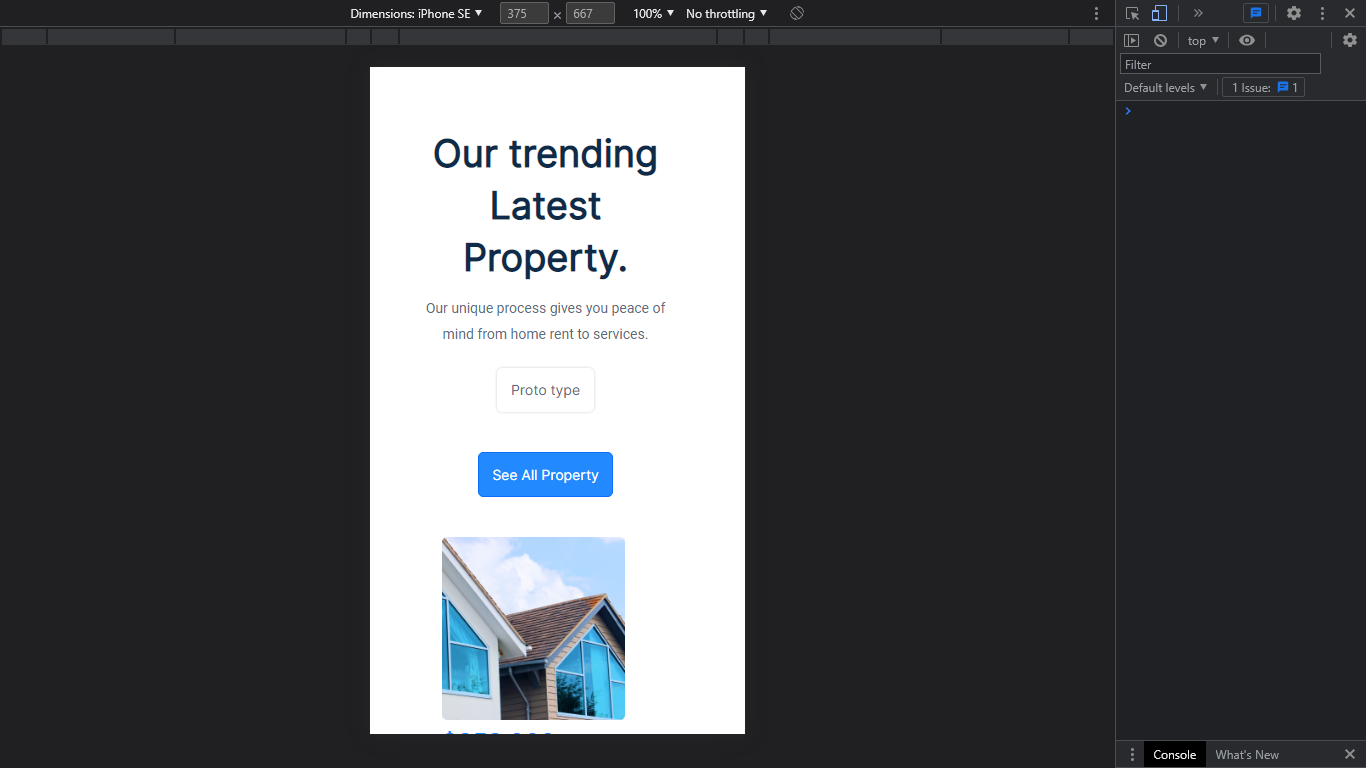 Dimensions: iPhone SE 375 × 667 100% No throttling
top
Filter
Default levels 1 Issue: 1
Our trending
Latest
Property.
Our unique process gives you peace of
mind from home rent to services.
Proto type
See All Property
Console What's New